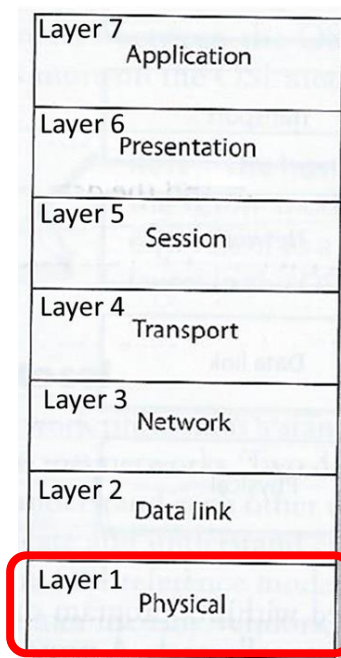 Layer 7
Application
Layer 6
Presentation
Layer 5
Session
Layer 4
Transport
Layer 3
Network
Layer 2
Data link
Layer 1
Physical